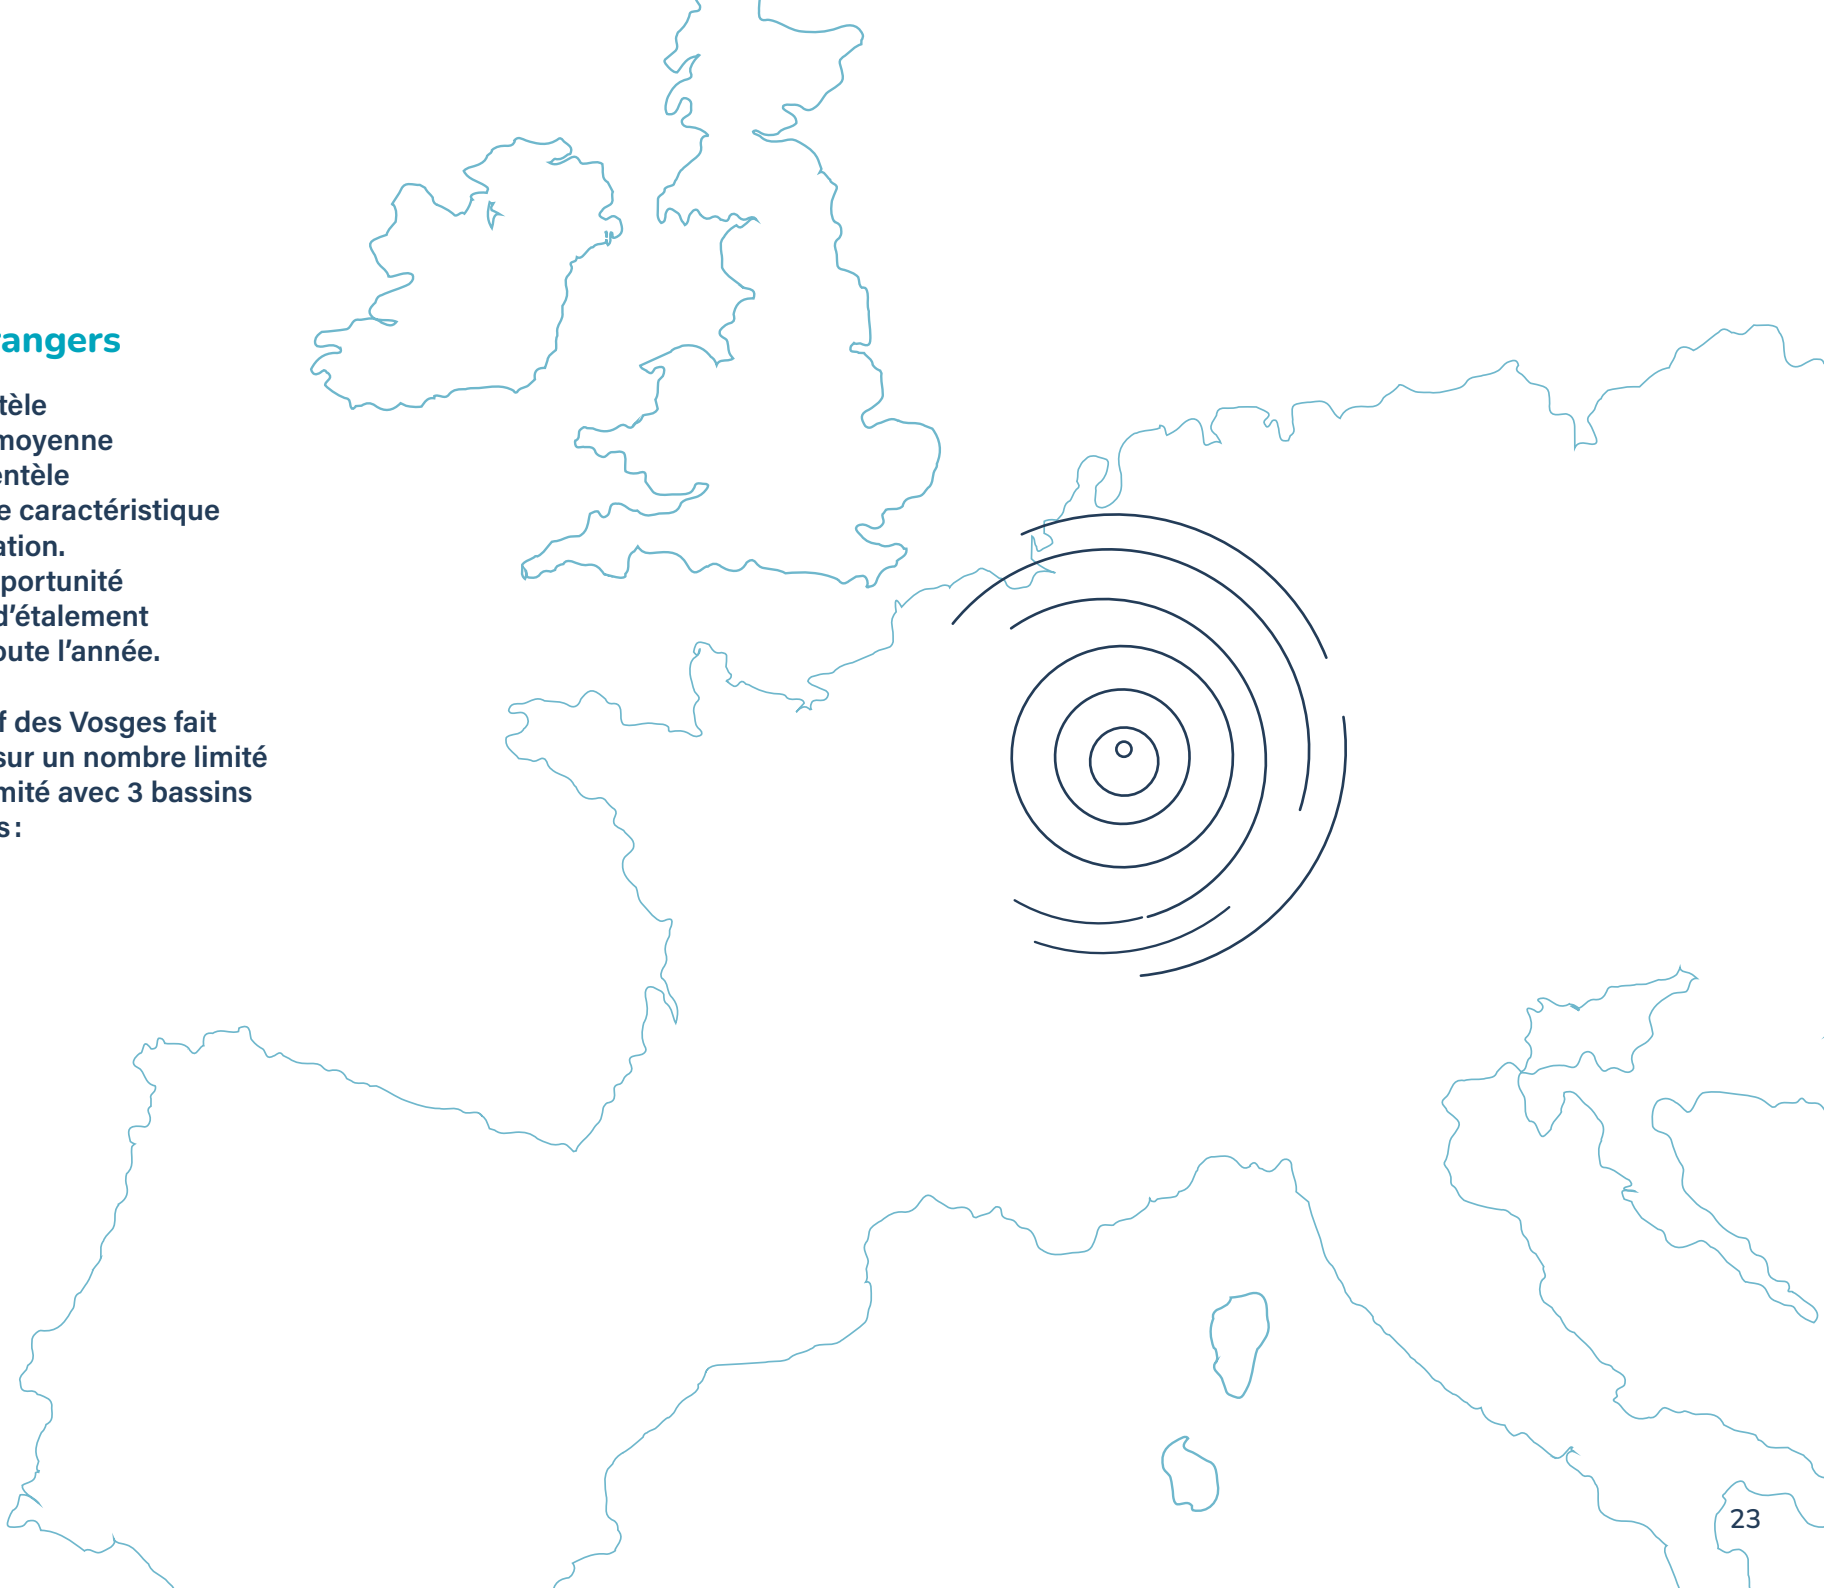 rangers
tèle
moyenne
entèle
e caractéristique
ation.
portunité
d’étalement
oute l’année.
f des Vosges fait
sur un nombre limité
mité avec 3 bassins
s :
23